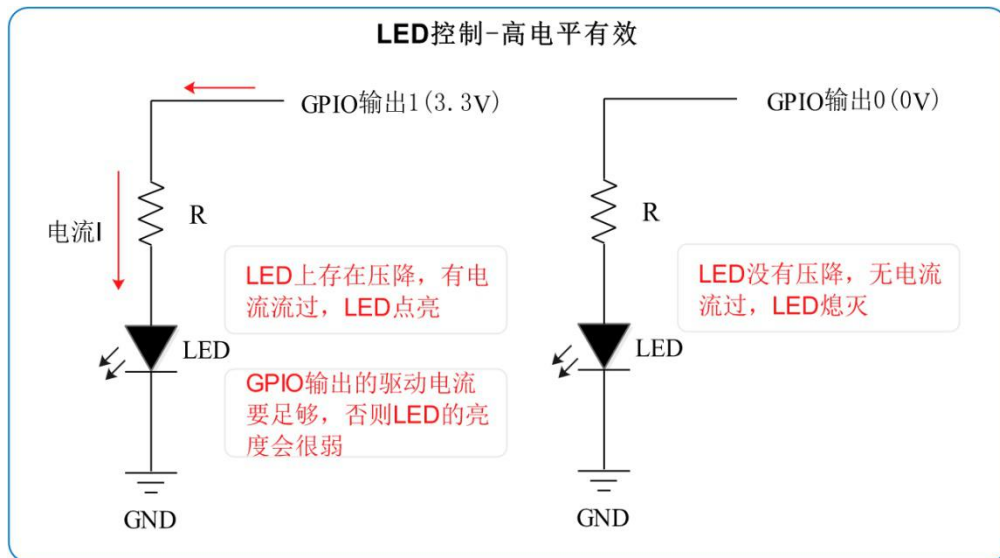 LED控制-高电平有效
GPIO输出1(3.3V)
R
电流I
LED上存在压降，有电
流流过，LED点亮
LED
GPIO输出的驱动电流
要足够，否则LED的亮
度会很弱
GND
GPIO输出0(0V)
R
LED没有压降，无电流
流过，LED熄灭
LED
GND